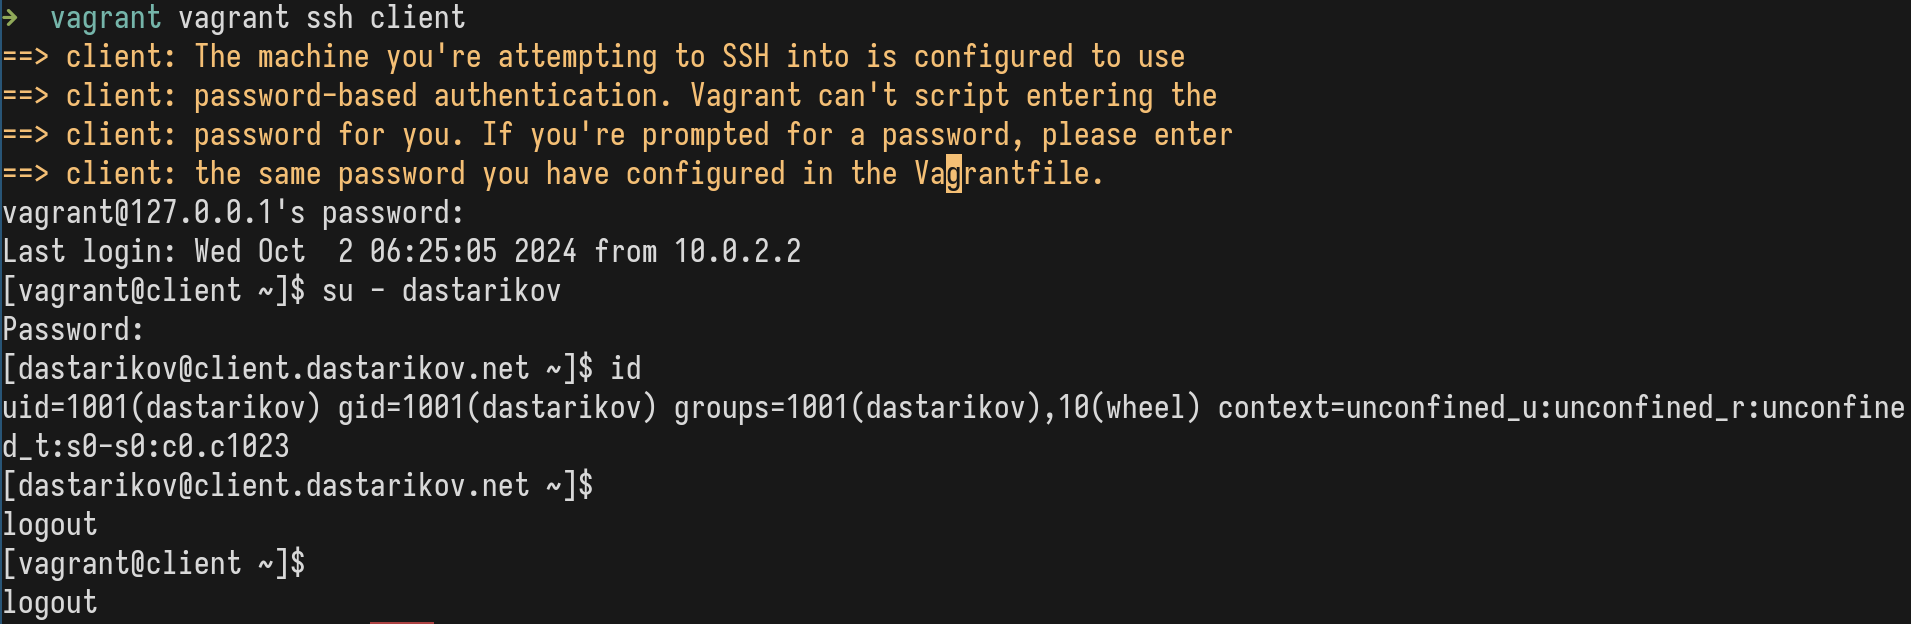 ➜  vagrant vagrant ssh client
==> client: The machine you're attempting to SSH into is configured to use
==> client: password-based authentication. Vagrant can't script entering the
==> client: password for you. If you're prompted for a password, please enter
==> client: the same password you have configured in the Vagrantfile.
vagrant@127.0.0.1's password:
Last login: Wed Oct  2 06:25:05 2024 from 10.0.2.2
[vagrant@client ~]$ su - dastarikov
Password:
[dastarikov@client.dastarikov.net ~]$ id
uid=1001(dastarikov) gid=1001(dastarikov) groups=1001(dastarikov),10(wheel) context=unconfined_u:unconfined_r:unconfine
d_t:s0-s0:c0.c1023
[dastarikov@client.dastarikov.net ~]$
logout
[vagrant@client ~]$
logout